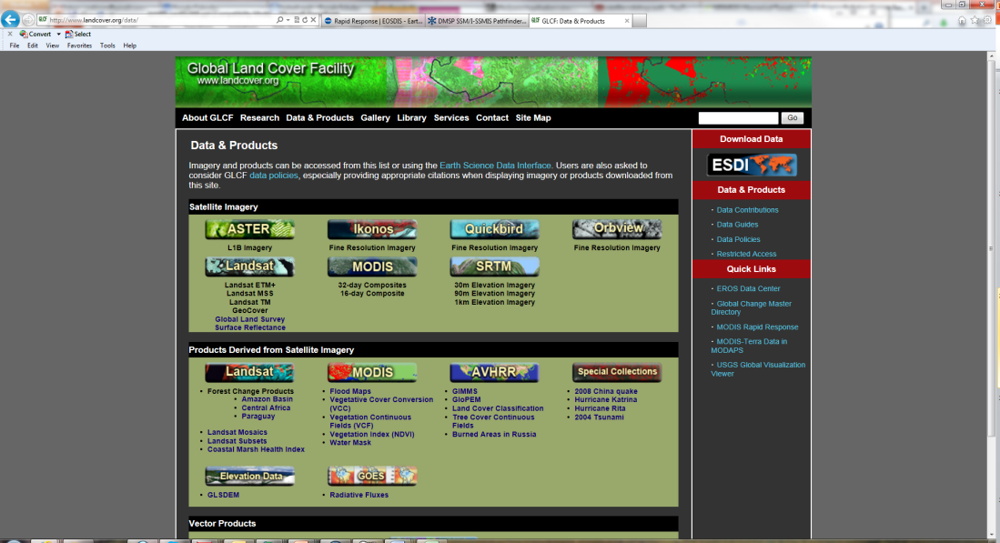 http://www.landcover.org/data/
Rapid Response | EOSDIS - Eart...
DMSP SSM/I-SSMIS Pathfinder...
GLCF: Data & Products
Convert
Select
File Edit View Favorites Tools Help
Global Land Cover Facility
www.landcover.org
About GLCF Research Data & Products Gallery Library Services Contact Site Map
Go
Data & Products
Imagery and products can be accessed from this list or using the Earth Science Data Interface. Users are also asked to
consider GLCF data policies, especially providing appropriate citations when displaying imagery or products downloaded from
this site.
Satellite Imagery
ASTER
L1B Imagery
Ikonos
Fine Resolution Imagery
Quickbird
Fine Resolution Imagery
Orbview
Fine Resolution Imagery
Landsat
Landsat ETM+
Landsat MSS
Landsat TM
GeoCover
Global Land Survey
Surface Reflectance
MODIS
32-day Composites
16-day Composite
SRTM
30m Elevation Imagery
90m Elevation Imagery
1km Elevation Imagery
Products Derived from Satellite Imagery
Landsat
• Forest Change Products
• Amazon Basin
• Central Africa
• Paraguay
• Landsat Mosaics
• Landsat Subsets
• Coastal Marsh Health Index
MODIS
• Flood Maps
• Vegetative Cover Conversion
(VCC)
• Vegetation Continuous
Fields (VCF)
• Vegetation Index (NDVI)
• Water Mask
AVHRR
• GIMMS
• GloPEM
• Land Cover Classification
• Tree Cover Continuous
Fields
• Burned Areas in Russia
Special Collections
• 2008 China quake
• Hurricane Katrina
• Hurricane Rita
• 2004 Tsunami
Elevation Data
• GLSDEM
GOES
• Radiative Fluxes
Vector Products
Download Data
ESDI
Data & Products
· Data Contributions
· Data Guides
· Data Policies
· Restricted Access
Quick Links
· EROS Data Center
· Global Change Master
Directory
· MODIS Rapid Response
· MODIS-Terra Data in
MODAPS
· USGS Global Visualization
Viewer